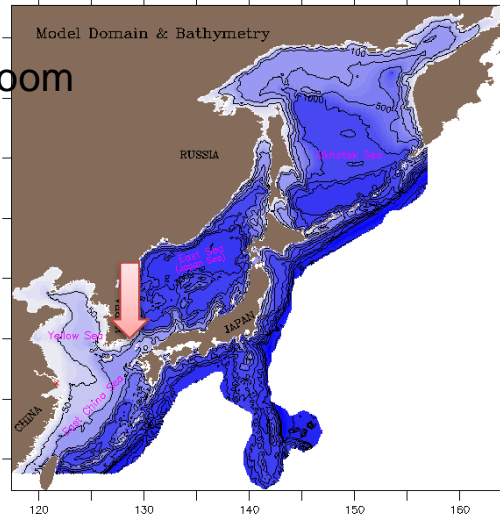 Model Domain & Bathymetry
oom
100
1000
500
RUSSIA
Okhotsk Sea
East Sea
(Japan Sea)
Yellow Sea
JAPAN
East China Sea
CHINA
120
130
140
150
160